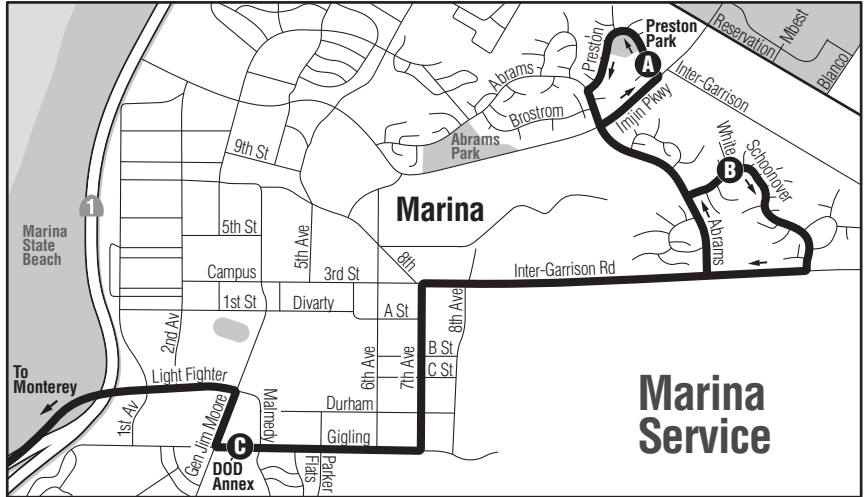 Preston
Park
A
Preston
Reservation
Mbest
Blanco
Inter-Garrison
Abrams
Brostrom
Imijin Pkwy
Abrams
Park
9th St
White
Schoonover
B
1
Marina
State
Beach
Marina
5th St
5th Ave
8th
Abrams
Campus
3rd St
Inter-Garrison Rd
1st St
Divarty
A St
8th Ave
2nd Av
6th Ave
7th Ave
B St
C St
To
Monterey
Light Fighter
1st Av
Gen Jim Moore
Malmedy
Durham
Gigling
C
DOD
Annex
Flats
Parker
Marina
Service